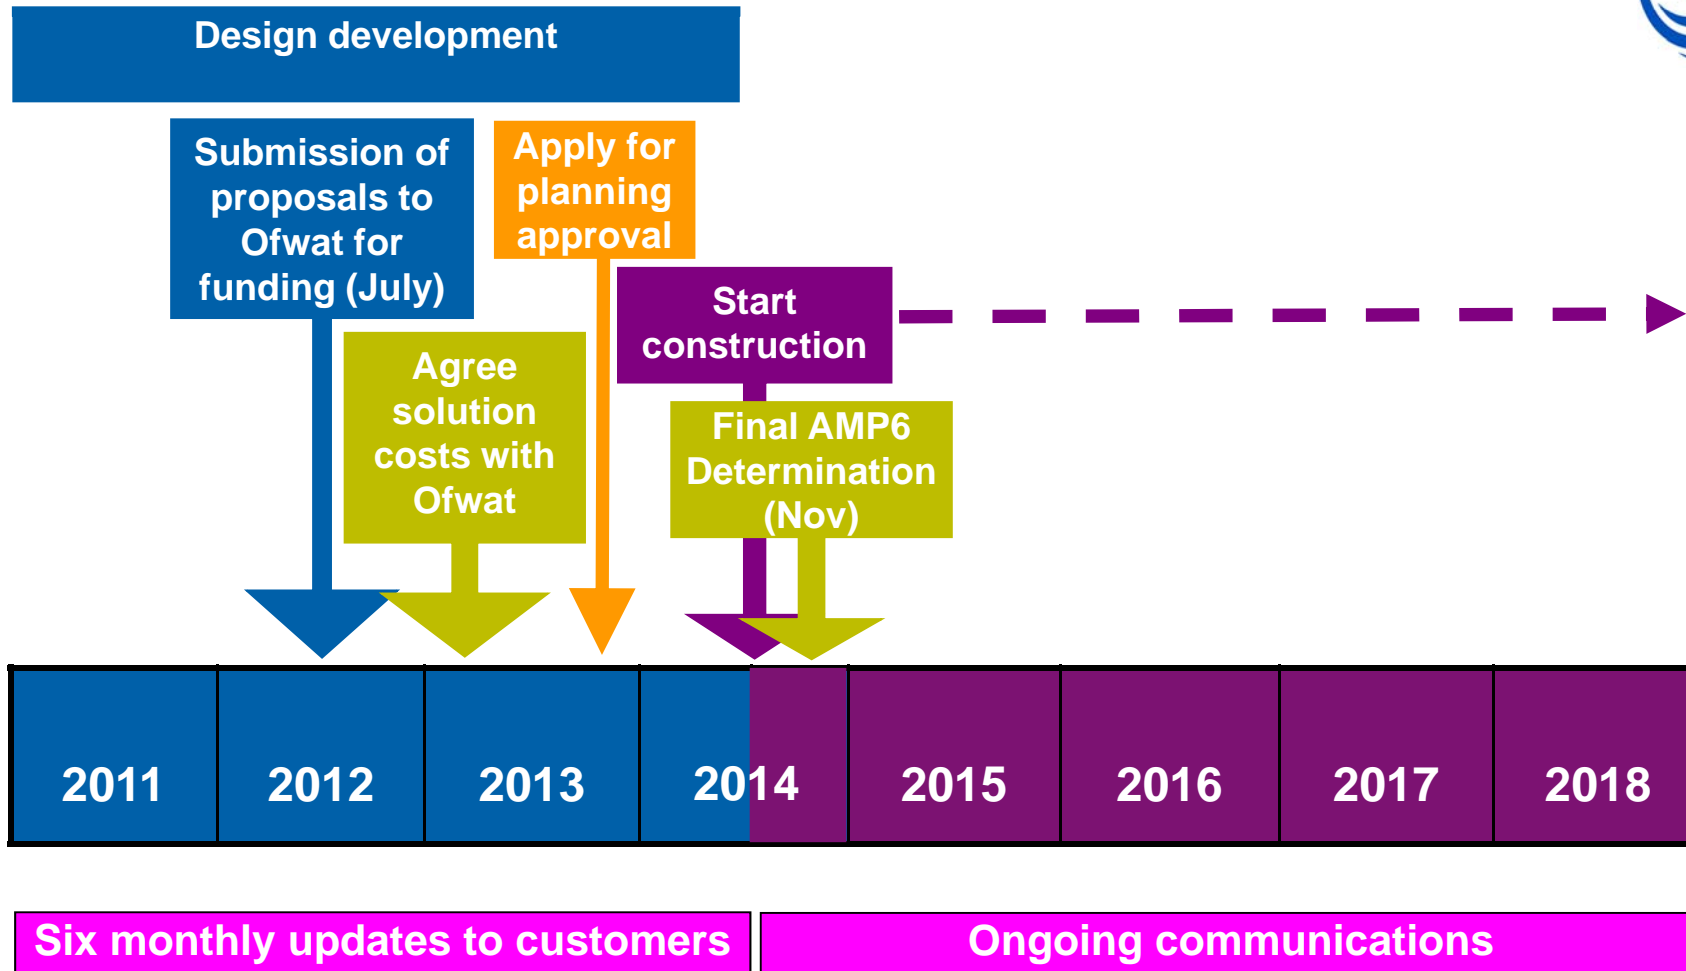 Design development
Submission of
proposals to
Ofwat for
funding (July)
Apply for
planning
approval
Start
construction
Agree
solution
costs with
Ofwat
Final AMP6
Determination
(Nov)
2011 2012 2013 2014 2015 2016 2017 2018
Six monthly updates to customers
Ongoing communications